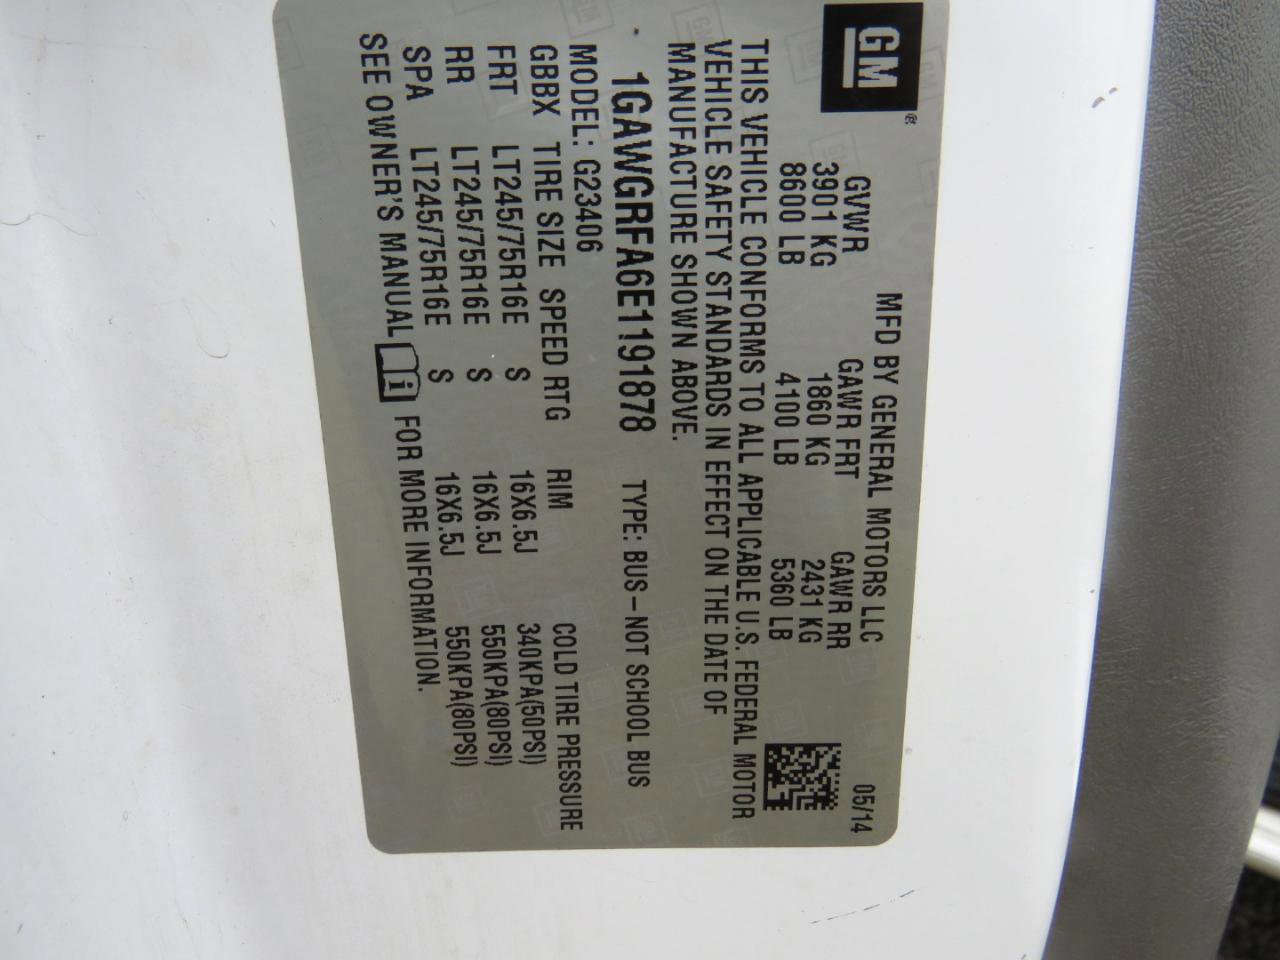 GM®
MFD BY GENERAL MOTORS LLC 05/14
GVWR GAWR FRT GAWR RR
3901 KG 1860 KG 2431 KG
8600 LB 4100 LB 5360 LB
THIS VEHICLE CONFORMS TO ALL APPLICABLE U.S. FEDERAL MOTOR
VEHICLE SAFETY STANDARDS IN EFFECT ON THE DATE OF
MANUFACTURE SHOWN ABOVE.
1GAWGRFA6E1191878 TYPE: BUS-NOT SCHOOL BUS
MODEL: G23406
GBBX TIRE SIZE SPEED RTG RIM COLD TIRE PRESSURE
FRT LT245/75R16E S 16X6.5J 340KPA(50PSI)
RR LT245/75R16E S 16X6.5J 550KPA(80PSI)
SPA LT245/75R16E S 16X6.5J 550KPA(80PSI)
SEE OWNER'S MANUAL i FOR MORE INFORMATION.